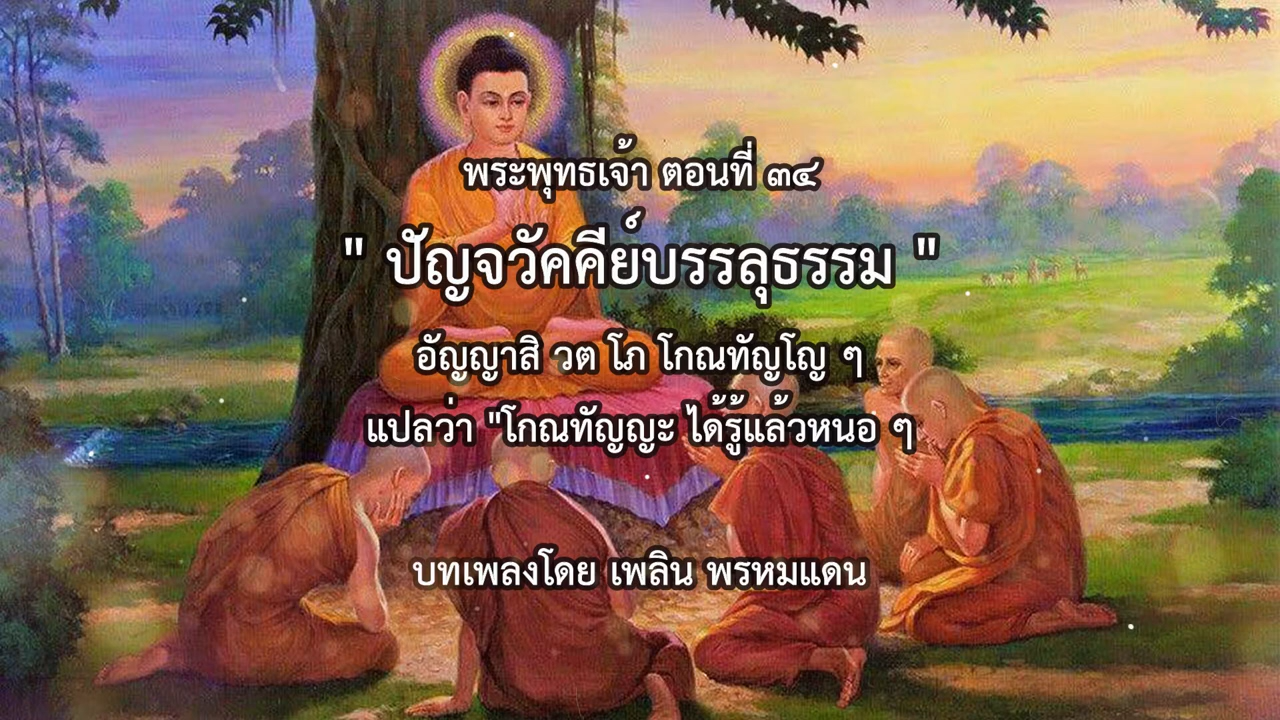 พระพุทธเจ้า ตอนที่ ๓๔
" ปัญจวัคคีย์บรรลุธรรม "
อัญญาสิ วต โภ โกณทัญโญ ๆ
แปลว่า "โกณทัญญะ ได้รู้แล้วหนอ ๆ
บทเพลงโดย เพลิน พรหมแดน